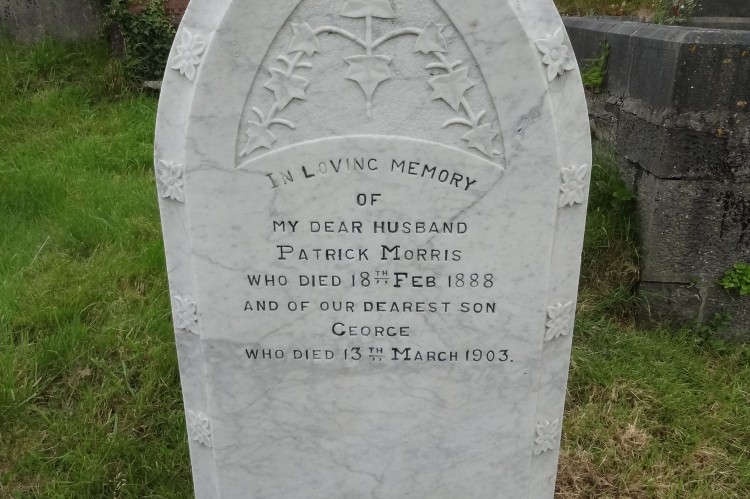 IN LOVING MEMORY
OF
MY DEAR HUSBAND
PATRICK MORRIS
WHO DIED 18TH FEB 1888
AND OF OUR DEAREST SON
GEORGE
WHO DIED 13TH MARCH 1903.